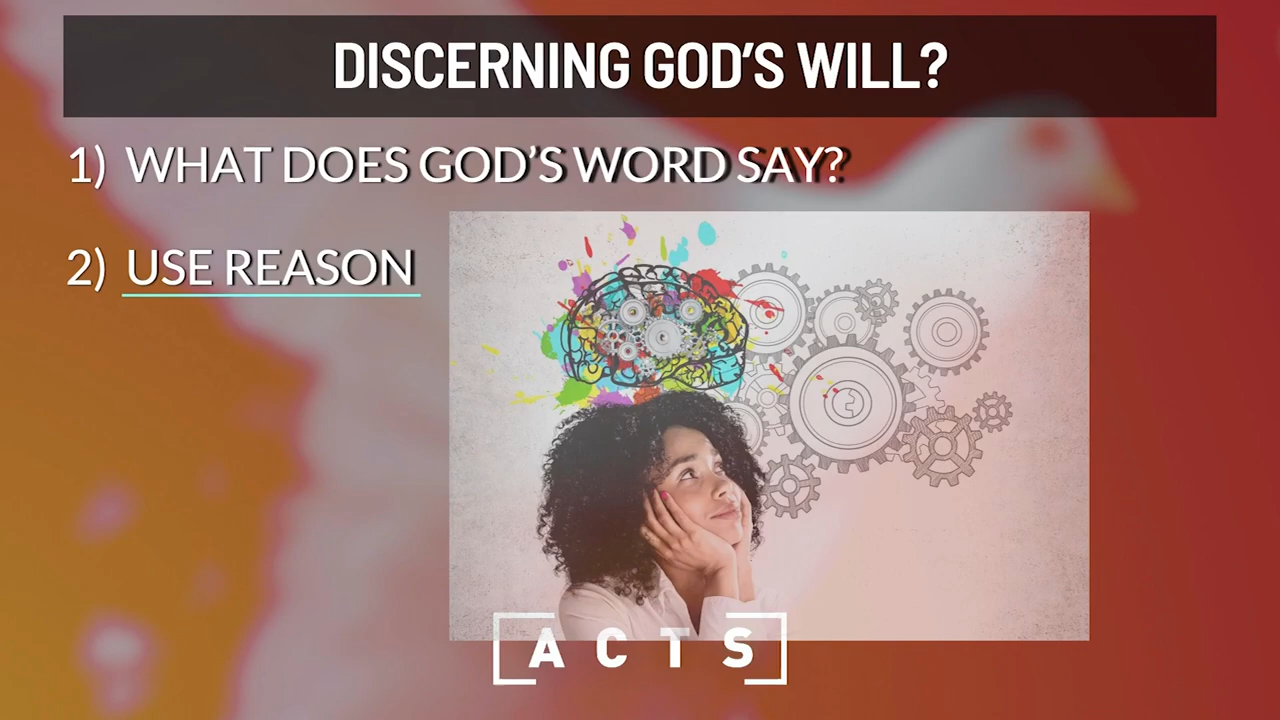 DISCERNING GOD'S WILL?
1) WHAT DOES GOD'S WORD SAY?
2) USE REASON
ACTS